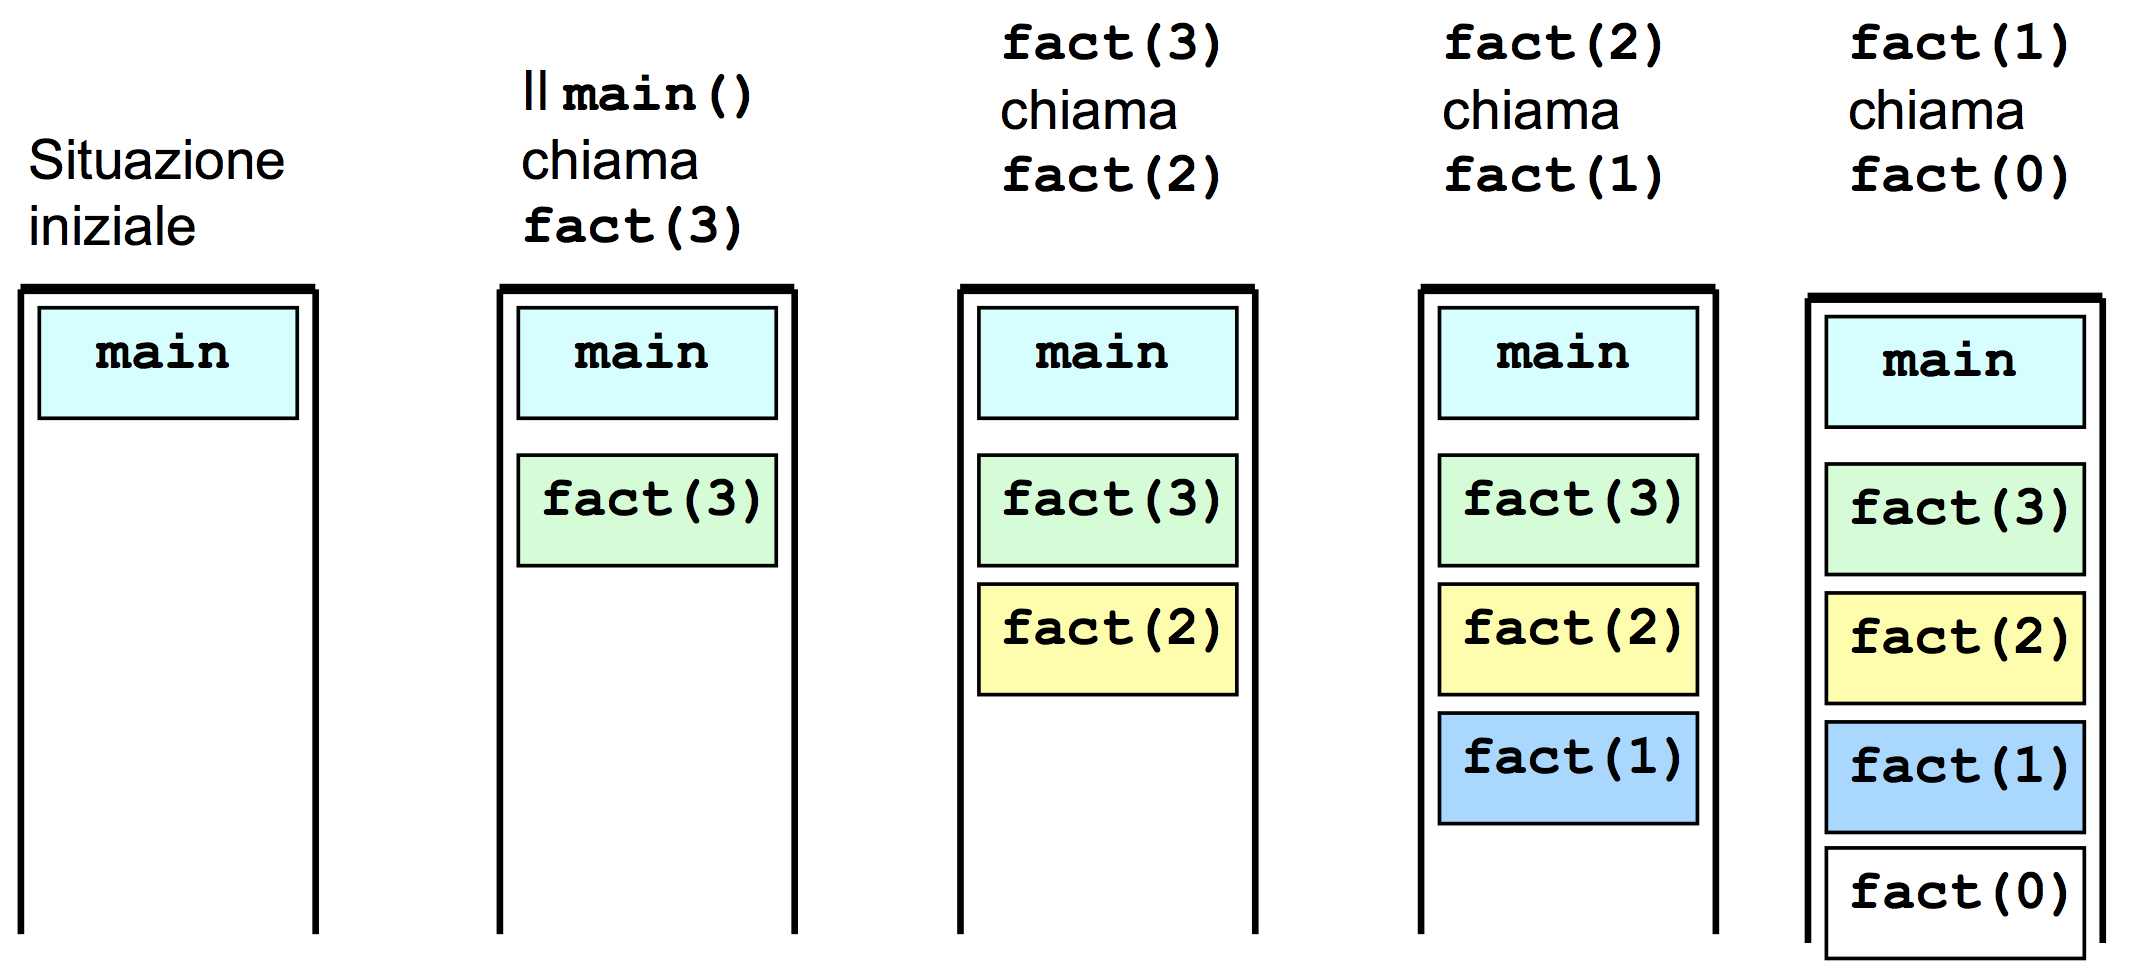 Situazione
iniziale
main
Il main()
chiama
fact(3)
main
fact(3)
fact(3)
chiama
fact(2)
main
fact(3)
fact(2)
fact(2)
chiama
fact(1)
main
fact(3)
fact(2)
fact(1)
fact(1)
chiama
fact(0)
main
fact(3)
fact(2)
fact(1)
fact(0)